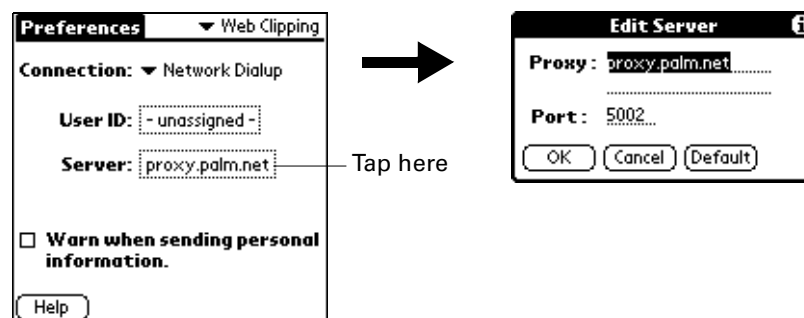 Preferences
Web Clipping
Connection: Network Dialup
User ID: - unassigned -
Server: proxy.palm.net
Tap here
Warn when sending personal
information.
Help
Edit Server
i
Proxy: proxy.palm.net
Port: 5002
OK Cancel Default